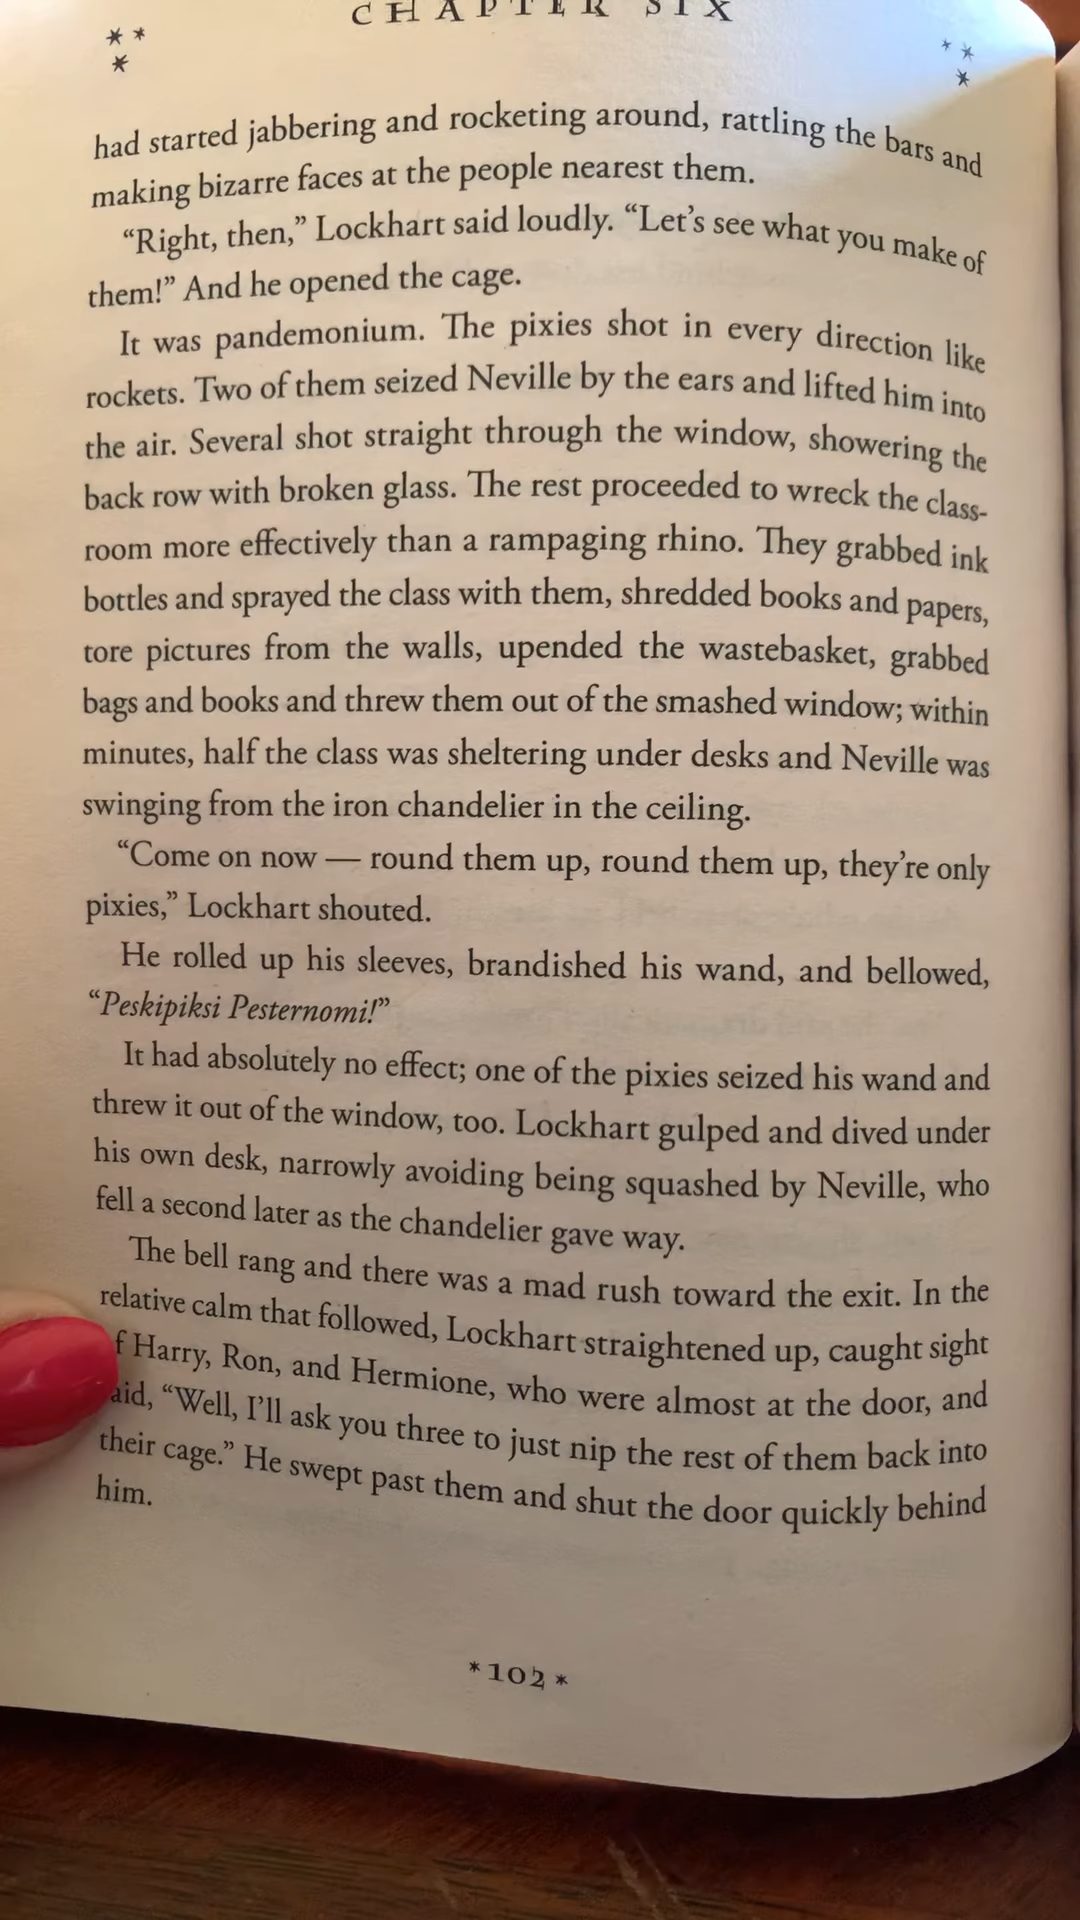 CHAPTER SIX
had started jabbering and rocketing around, rattling the bars and
making bizarre faces at the people nearest them.
“Right, then,” Lockhart said loudly. “Let’s see what you make of
them!” And he opened the cage.
It was pandemonium. The pixies shot in every direction like
rockets. Two of them seized Neville by the ears and lifted him into
the air. Several shot straight through the window, showering the
back row with broken glass. The rest proceeded to wreck the class-
room more effectively than a rampaging rhino. They grabbed ink
bottles and sprayed the class with them, shredded books and papers,
tore pictures from the walls, upended the wastebasket, grabbed
bags and books and threw them out of the smashed window; within
minutes, half the class was sheltering under desks and Neville was
swinging from the iron chandelier in the ceiling.
“Come on now — round them up, round them up, they’re only
pixies,” Lockhart shouted.
He rolled up his sleeves, brandished his wand, and bellowed,
“Peskipiksi Pesternomi!”
It had absolutely no effect; one of the pixies seized his wand and
threw it out of the window, too. Lockhart gulped and dived under
his own desk, narrowly avoiding being squashed by Neville, who
fell a second later as the chandelier gave way.
The bell rang and there was a mad rush toward the exit. In the
relative calm that followed, Lockhart straightened up, caught sight
f Harry, Ron, and Hermione, who were almost at the door, and
aid, “Well, I’ll ask you three to just nip the rest of them back into
their cage.” He swept past them and shut the door quickly behind
him.
*102*